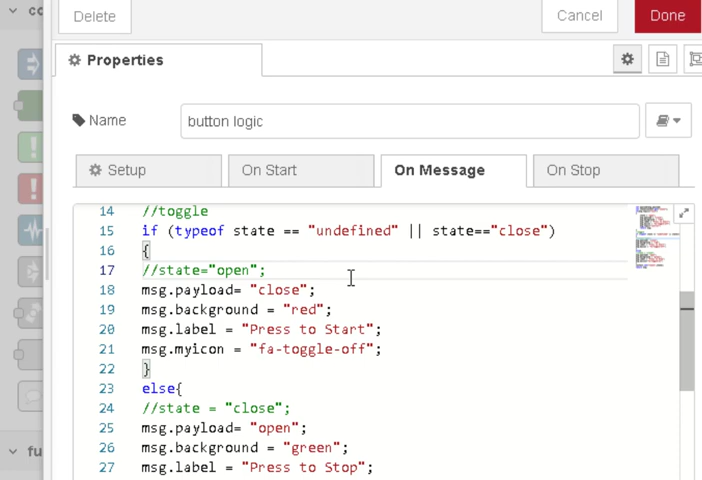 co
Delete
Cancel
Done
Properties
Name
button logic
Setup
On Start
On Message
On Stop
14 //toggle
15 if (typeof state == "undefined" || state=="close")
16 {
17 //state="open";
18 msg.payload= "close";
19 msg.background = "red";
20 msg.label = "Press to Start";
21 msg.myicon = "fa-toggle-off";
22 }
23 else{
24 //state = "close";
25 msg.payload= "open";
26 msg.background = "green";
27 msg.label = "Press to Stop";
fu